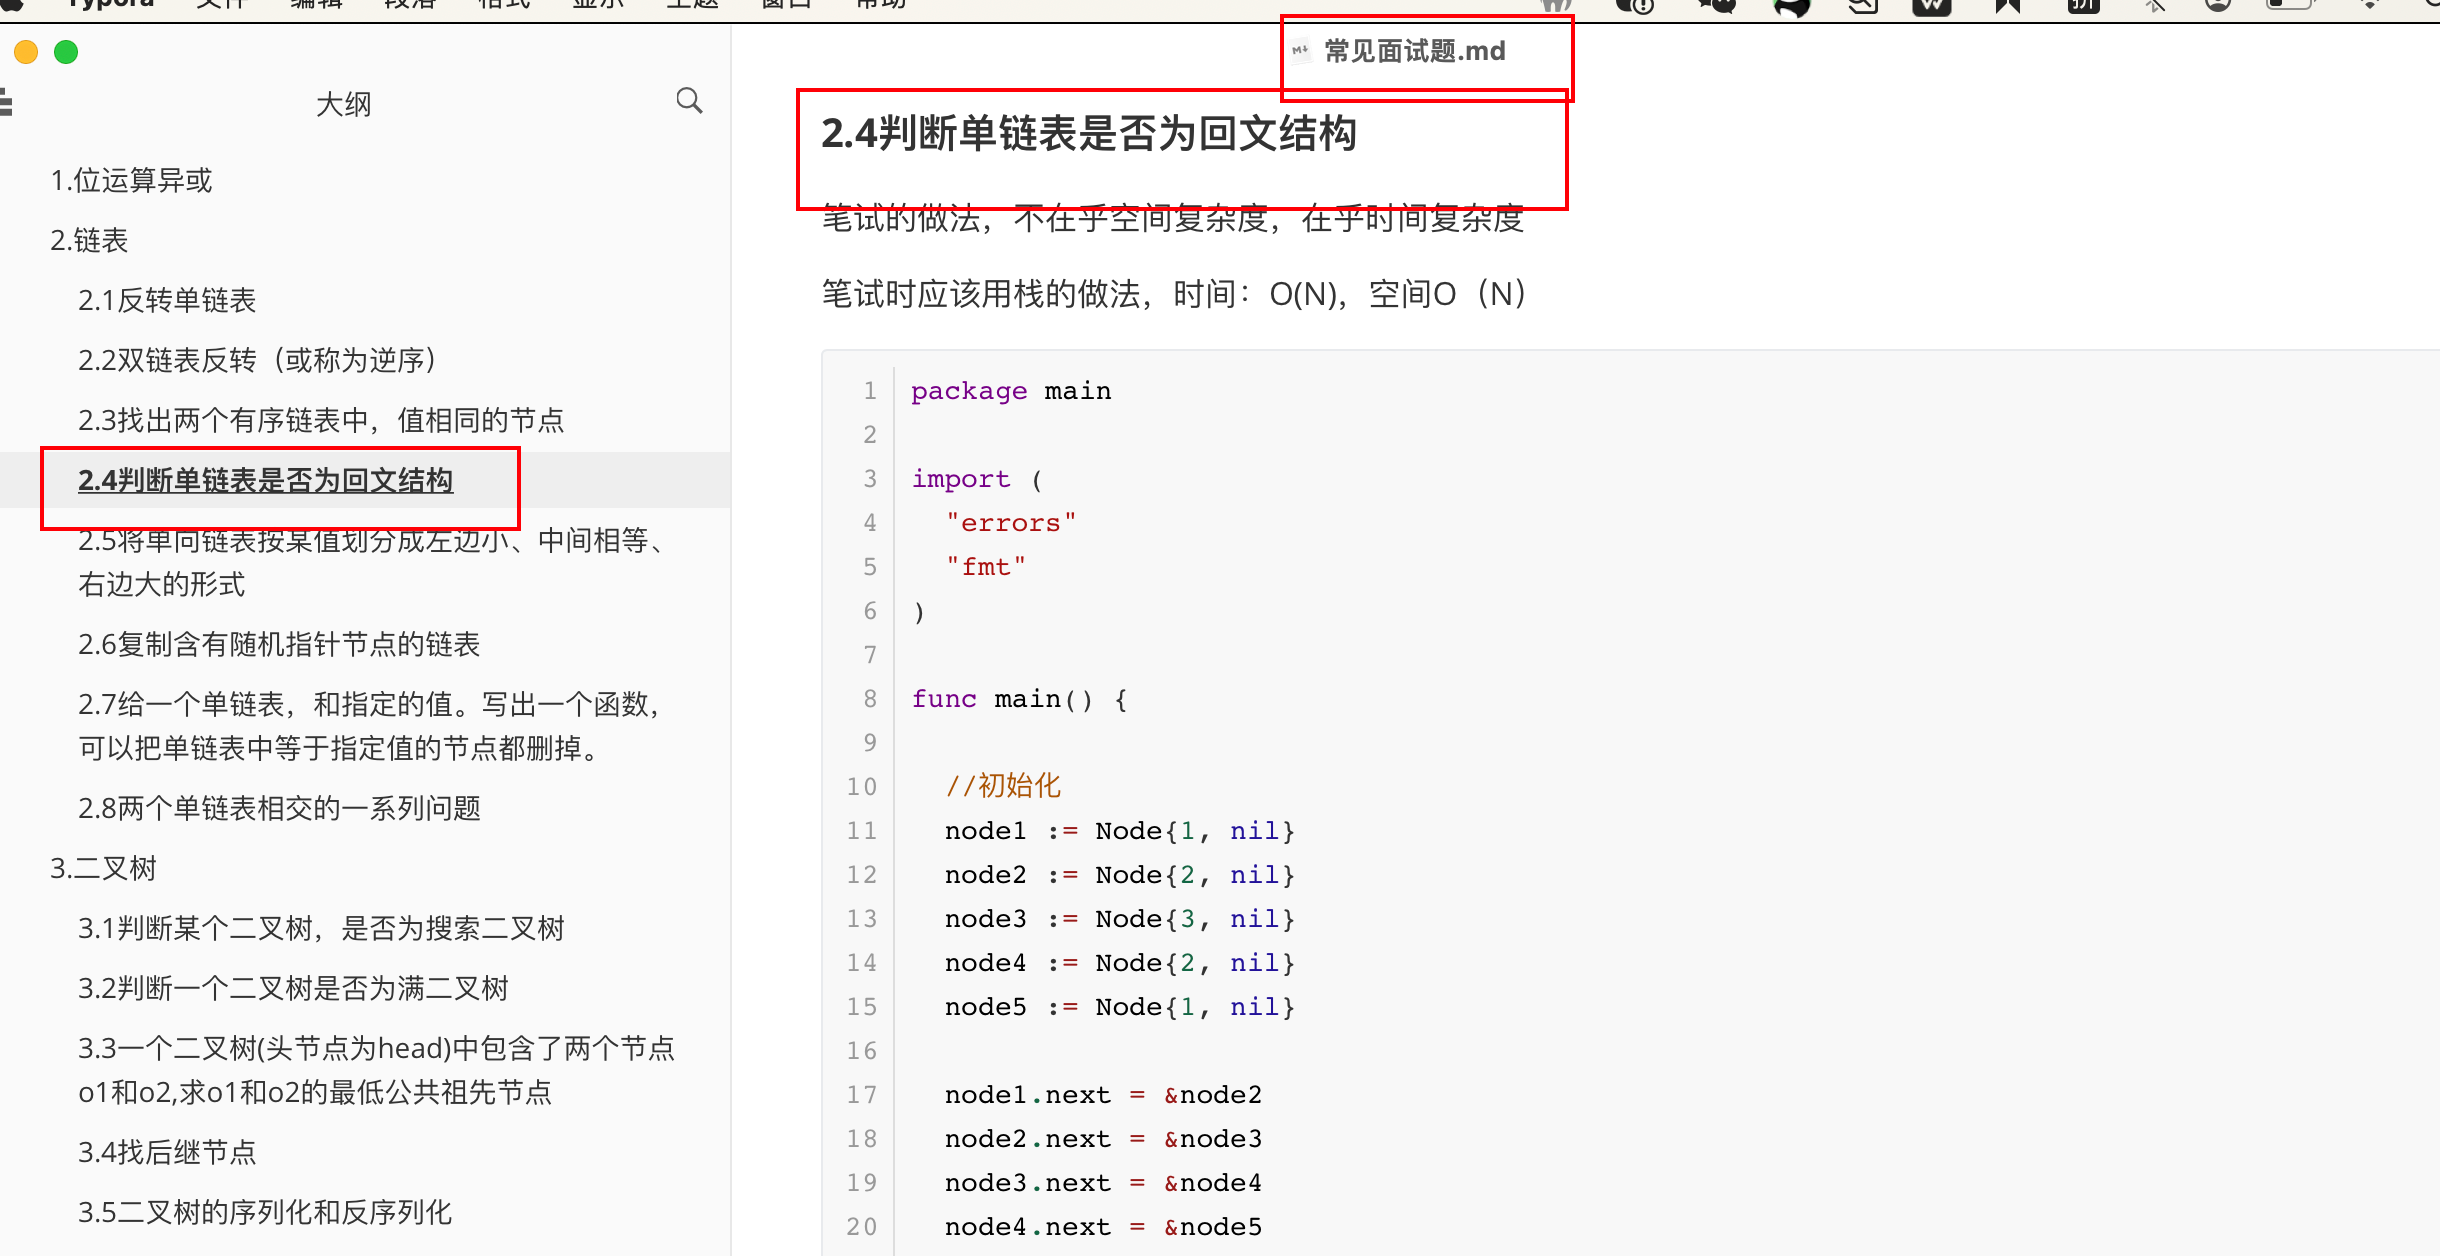 Typora 文件 编辑 段落 格式 显示 主题 窗口 帮助
常见面试题.md
大纲
1.位运算异或
2.链表
2.1反转单链表
2.2双链表反转（或称为逆序）
2.3找出两个有序链表中，值相同的节点
2.4判断单链表是否为回文结构
2.5将单向链表按某值划分成左边小、中间相等、
右边大的形式
2.6复制含有随机指针节点的链表
2.7给一个单链表，和指定的值。写出一个函数，
可以把单链表中等于指定值的节点都删掉。
2.8两个单链表相交的一系列问题
3.二叉树
3.1判断某个二叉树，是否为搜索二叉树
3.2判断一个二叉树是否为满二叉树
3.3一个二叉树(头节点为head)中包含了两个节点
o1和o2,求o1和o2的最低公共祖先节点
3.4找后继节点
3.5二叉树的序列化和反序列化
2.4判断单链表是否为回文结构
笔试的做法，不在乎空间复杂度，在乎时间复杂度
笔试时应该用栈的做法，时间：O(N)，空间O（N）
1 package main
2
3 import (
4 "errors"
5 "fmt"
6 )
7
8 func main() {
9
10 //初始化
11 node1 := Node{1, nil}
12 node2 := Node{2, nil}
13 node3 := Node{3, nil}
14 node4 := Node{2, nil}
15 node5 := Node{1, nil}
16
17 node1.next = &node2
18 node2.next = &node3
19 node3.next = &node4
20 node4.next = &node5